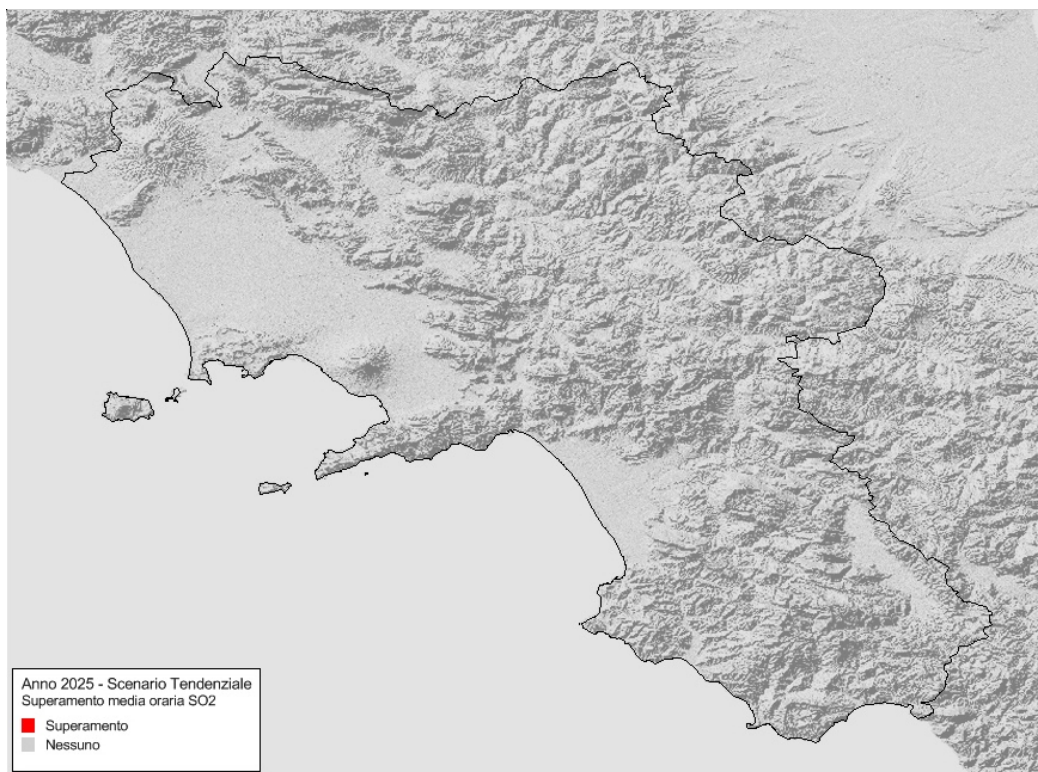 Anno 2025 - Scenario Tendenziale
Superamento media oraria SO2
Superamento
Nessuno